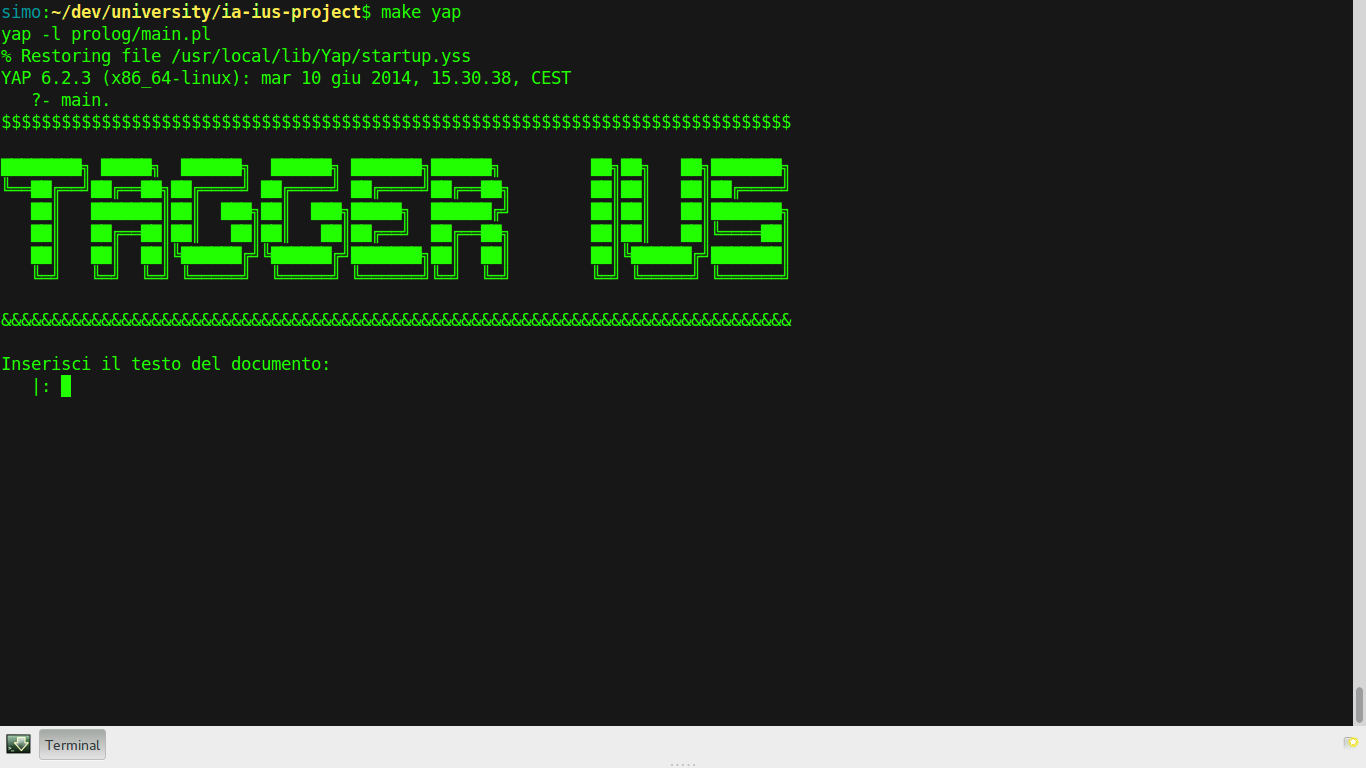 simo:~/dev/university/ia-ius-project$ make yap
yap -l prolog/main.pl
% Restoring file /usr/local/lib/Yap/startup.yss
YAP 6.2.3 (x86_64-linux): mar 10 giu 2014, 15.30.38, CEST
?- main.
$$$$$$$$$$$$$$$$$$$$$$$$$$$$$$$$$$$$$$$$$$$$$$$$$$$$$$$$$$$$$$$$$$$$$$$$$$$$$$$
TAGGER IUS
&&&&&&&&&&&&&&&&&&&&&&&&&&&&&&&&&&&&&&&&&&&&&&&&&&&&&&&&&&&&&&&&&&&&&&&&&&&&&&&
Inserisci il testo del documento:
|:
Terminal